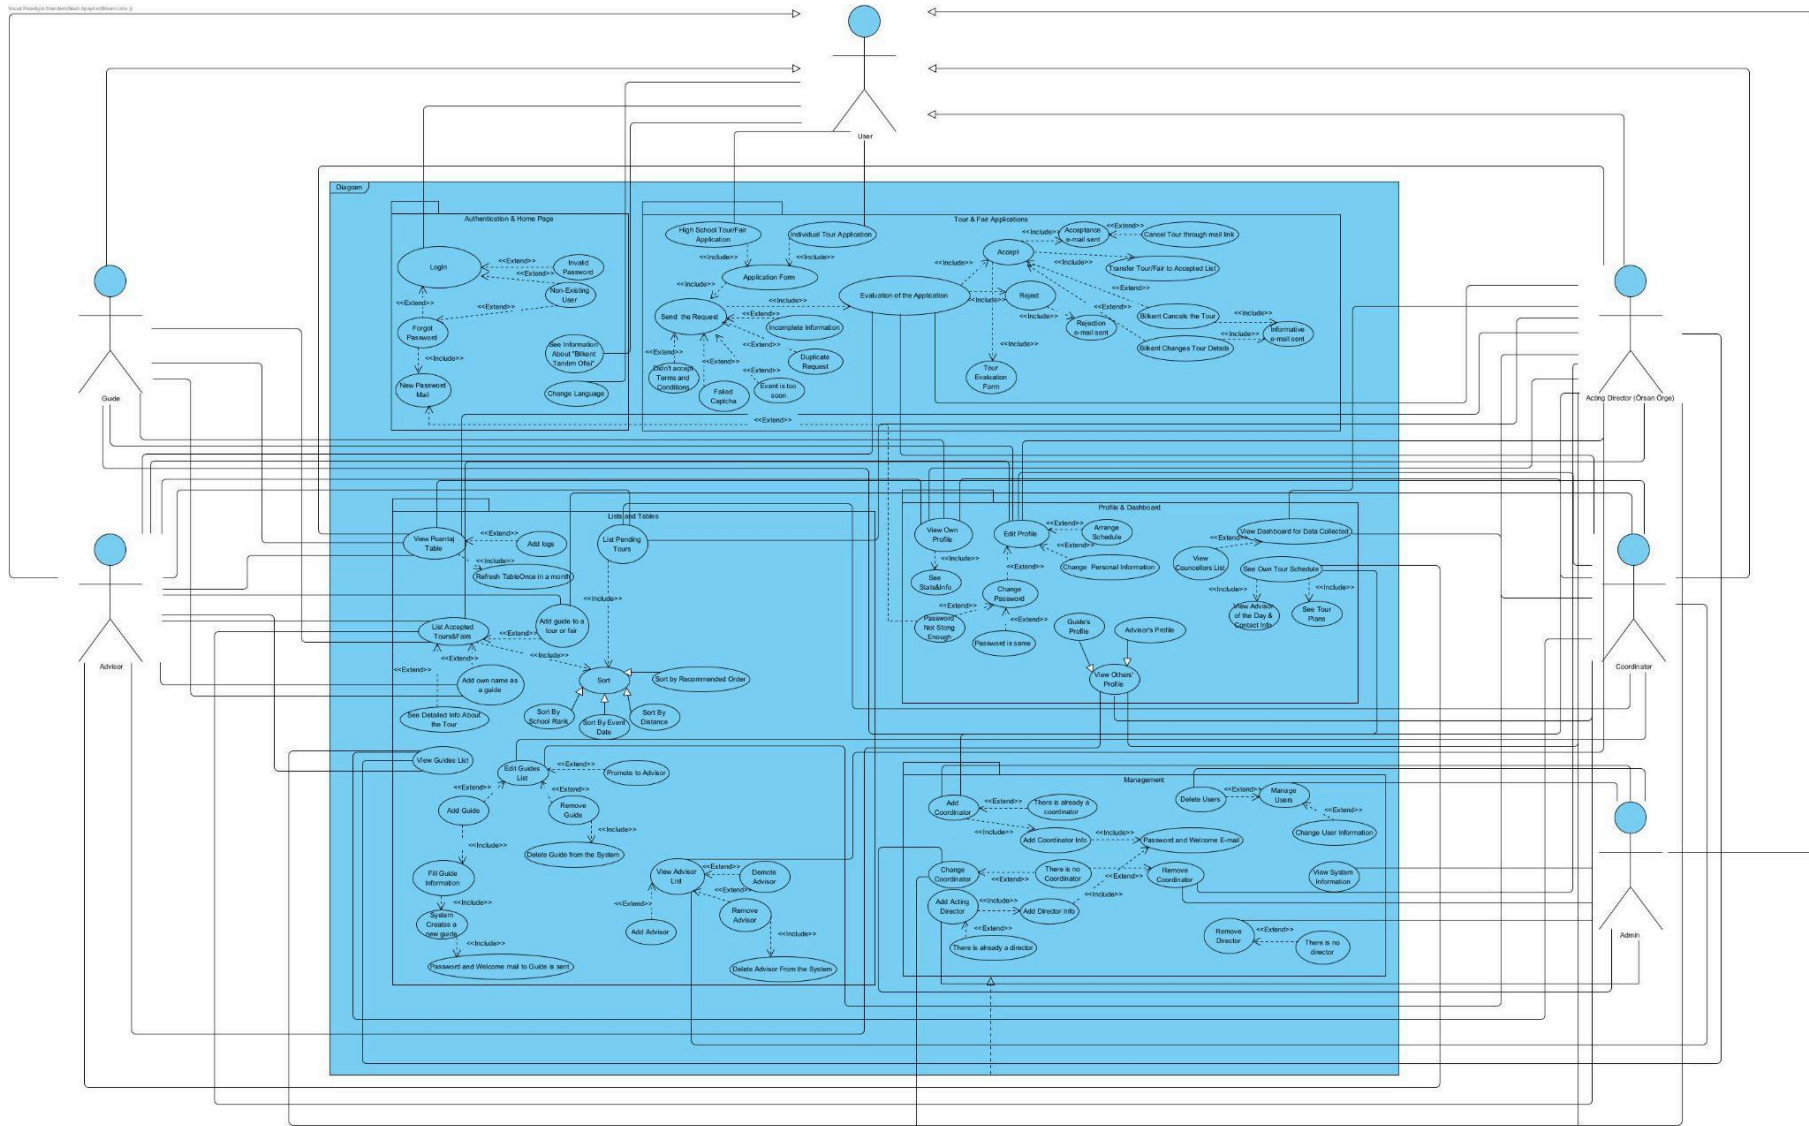 User
Diagram
Authentication & Home Page
Login
<<Extend>>
Invalid
Password
<<Extend>>
Non-Existing
User
<<Extend>>
Forgot
Password
<<Include>>
New Password
Mail
See Information
About "Bilkent
Tanıtım Ofisi"
Change Language
Tour & Fair Applications
High School Tour/Fair
Application
Individual Tour Application
<<Include>>
<<Include>>
Application Form
<<Include>>
Send the Request
<<Include>>
<<Extend>>
Incomplete Information
<<Extend>>
Duplicate
Request
<<Extend>>
Didn't accept
Terms and
Conditions
<<Extend>>
Failed
Captcha
<<Extend>>
Event is too
soon
Evaluation of the Application
<<Include>>
Accept
<<Include>>
Acceptance
e-mail sent
<<Extend>>
Cancel Tour through mail link
Transfer Tour/Fair to Accepted List
<<Include>>
Reject
<<Include>>
Rejection
e-mail sent
<<Extend>>
Bilkent Cancels the Tour
<<Extend>>
Bilkent Changes Tour Details
<<Include>>
<<Include>>
Informative
e-mail sent
<<Include>>
Tour
Evaluation
Form
<<Extend>>
Guide
Acting Director (Örsan Örge)
Advisor
Coordinator
Admin
Lists and Tables
View Puantaj
Table
<<Extend>>
Add logs
<<Include>>
Refresh TableOnce in a month
List Pending
Tours
<<Include>>
List Accepted
Tours&Fairs
<<Extend>>
Add guide to a
tour or fair
<<Include>>
<<Extend>>
<<Extend>>
Add own name as
a guide
See Detailed Info About
the Tour
Sort
Sort by Recommended Order
Sort By
School Rank
Sort By Event
Date
Sort By
Distance
View Guides List
Edit Guides
List
<<Extend>>
Promote to Advisor
<<Extend>>
Add Guide
<<Extend>>
Remove
Guide
<<Include>>
Delete Guide from the System
<<Include>>
Fill Guide
Information
<<Include>>
System
Creates a
new guide
<<Include>>
Password and Welcome mail to Guide is sent
View Advisor
List
<<Extend>>
Demote
Advisor
<<Extend>>
Remove
Advisor
<<Extend>>
Add Advisor
<<Include>>
Delete Advisor From the System
Profile & Dashboard
View Own
Profile
<<Include>>
See
Stats&Info
Edit Profile
<<Extend>>
Arrange
Schedule
<<Extend>>
Change Personal Information
<<Extend>>
Change
Password
<<Extend>>
Password
Not Stong
Enough
<<Extend>>
Password is same
View Dashboard for Data Collected
<<Extend>>
View
Councellors List
See Own Tour Schedule
<<Include>>
View Advisor
of the Day &
Contact Info
<<Include>>
See Tour
Plans
Guide's
Profile
Advisor's Profile
View Others'
Profile
Management
Add
Coordinator
<<Extend>>
There is already a
coordinator
<<Include>>
Add Coordinator Info
<<Include>>
Password and Welcome E-mail
Delete Users
<<Extend>>
Manage
Users
<<Extend>>
Change User Information
Change
Coordinator
<<Extend>>
There is no
Coordinator
<<Extend>>
Remove
Coordinator
View System
Information
Add Acting
Director
<<Include>>
Add Director Info
<<Include>>
<<Extend>>
There is already a director
Remove
Director
<<Extend>>
There is no
director